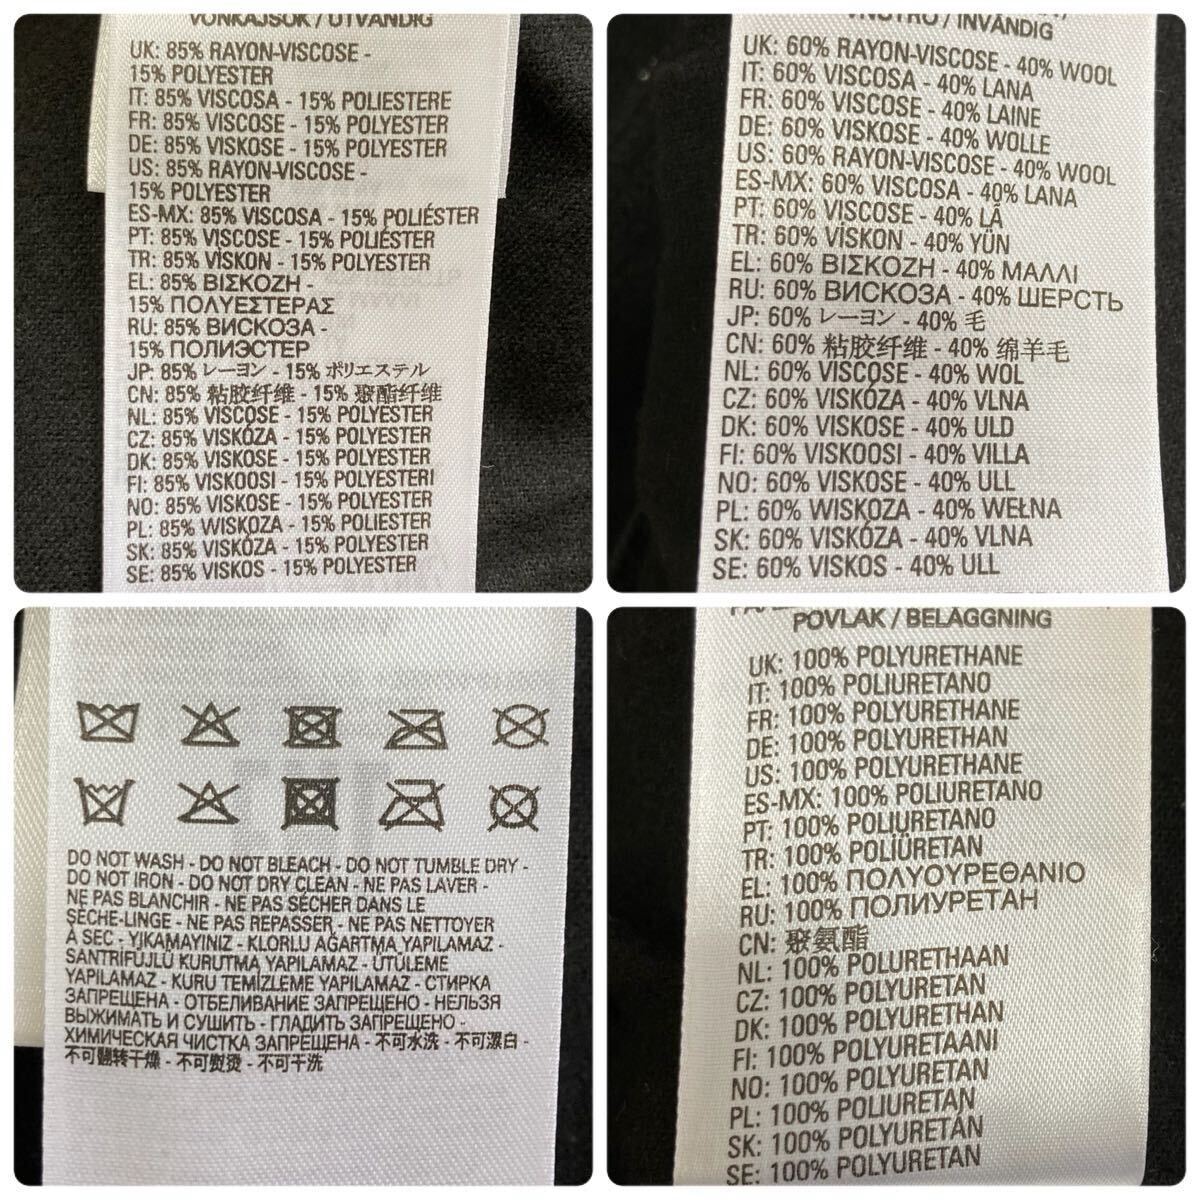 VONKAJŠOK / UTVÄNDIG
UK: 85% RAYON-VISCOSE -
15% POLYESTER
IT: 85% VISCOSA - 15% POLIESTERE
FR: 85% VISCOSE - 15% POLYESTER
DE: 85% VISKOSE - 15% POLYESTER
US: 85% RAYON-VISCOSE -
15% POLYESTER
ES-MX: 85% VISCOSA - 15% POLIÉSTER
PT: 85% VISCOSE - 15% POLIÉSTER
TR: 85% VİSKON - 15% POLYESTER
EL: 85% ΒΙΣΚΟΖΗ -
15% ΠΟΛΥΕΣΤΕΡΑΣ
RU: 85% ВИСКОЗА -
15% ПОЛИЭСТЕР
JP: 85% レーヨン - 15% ポリエステル
CN: 85% 粘胶纤维 - 15% 聚酯纤维
NL: 85% VISCOSE - 15% POLYESTER
CZ: 85% VISKÓZA - 15% POLYESTER
DK: 85% VISKOSE - 15% POLYESTER
FI: 85% VISKOOSI - 15% POLYESTERI
NO: 85% VISKOSE - 15% POLYESTER
PL: 85% WISKOZA - 15% POLIESTER
SK: 85% VISKÓZA - 15% POLYESTER
SE: 85% VISKOS - 15% POLYESTER
VNÚTRO / INVÄNDIG
UK: 60% RAYON-VISCOSE - 40% WOOL
IT: 60% VISCOSA - 40% LANA
FR: 60% VISCOSE - 40% LAINE
DE: 60% VISKOSE - 40% WOLLE
US: 60% RAYON-VISCOSE - 40% WOOL
ES-MX: 60% VISCOSA - 40% LANA
PT: 60% VISCOSE - 40% LÃ
TR: 60% VİSKON - 40% YÜN
EL: 60% ΒΙΣΚΟΖΗ - 40% ΜΑΛΛΙ
RU: 60% ВИСКОЗА - 40% ШЕРСТЬ
JP: 60% レーヨン - 40% 毛
CN: 60% 粘胶纤维 - 40% 绵羊毛
NL: 60% VISCOSE - 40% WOL
CZ: 60% VISKÓZA - 40% VLNA
DK: 60% VISKOSE - 40% ULD
FI: 60% VISKOOSI - 40% VILLA
NO: 60% VISKOSE - 40% ULL
PL: 60% WISKOZA - 40% WEŁNA
SK: 60% VISKÓZA - 40% VLNA
SE: 60% VISKOS - 40% ULL
DO NOT WASH - DO NOT BLEACH - DO NOT TUMBLE DRY -
DO NOT IRON - DO NOT DRY CLEAN - NE PAS LAVER -
NE PAS BLANCHIR - NE PAS SÉCHER DANS LE
SÈCHE-LINGE - NE PAS REPASSER - NE PAS NETTOYER
À SEC - YIKAMAYINIZ - KLORLU AĞARTMA YAPILAMAZ -
SANTRİFÜJLÜ KURUTMA YAPILAMAZ - ÜTÜLEME
YAPILAMAZ - KURU TEMİZLEME YAPILAMAZ - СТИРКА
ЗАПРЕЩЕНА - ОТБЕЛИВАНИЕ ЗАПРЕЩЕНО - НЕЛЬЗЯ
ВЫЖИМАТЬ И СУШИТЬ - ГЛАДИТЬ ЗАПРЕЩЕНО -
ХИМИЧЕСКАЯ ЧИСТКА ЗАПРЕЩЕНА - 不可水洗 - 不可漂白 -
不可翻转干燥 - 不可熨烫 - 不可干洗
POVLAK / BELÄGGNING
UK: 100% POLYURETHANE
IT: 100% POLIURETANO
FR: 100% POLYURETHANE
DE: 100% POLYURETHAN
US: 100% POLYURETHANE
ES-MX: 100% POLIURETANO
PT: 100% POLIURETANO
TR: 100% POLİÜRETAN
EL: 100% ΠΟΛΥΟΥΡΕΘΑΝΙΟ
RU: 100% ПОЛИУРЕТАН
CN: 聚氨酯
NL: 100% POLIURETHAAN
CZ: 100% POLYURETAN
DK: 100% POLYURETHAN
FI: 100% POLYURETAANI
NO: 100% POLYURETAN
PL: 100% POLIURETAN
SK: 100% POLYURETÁN
SE: 100% POLYURETAN